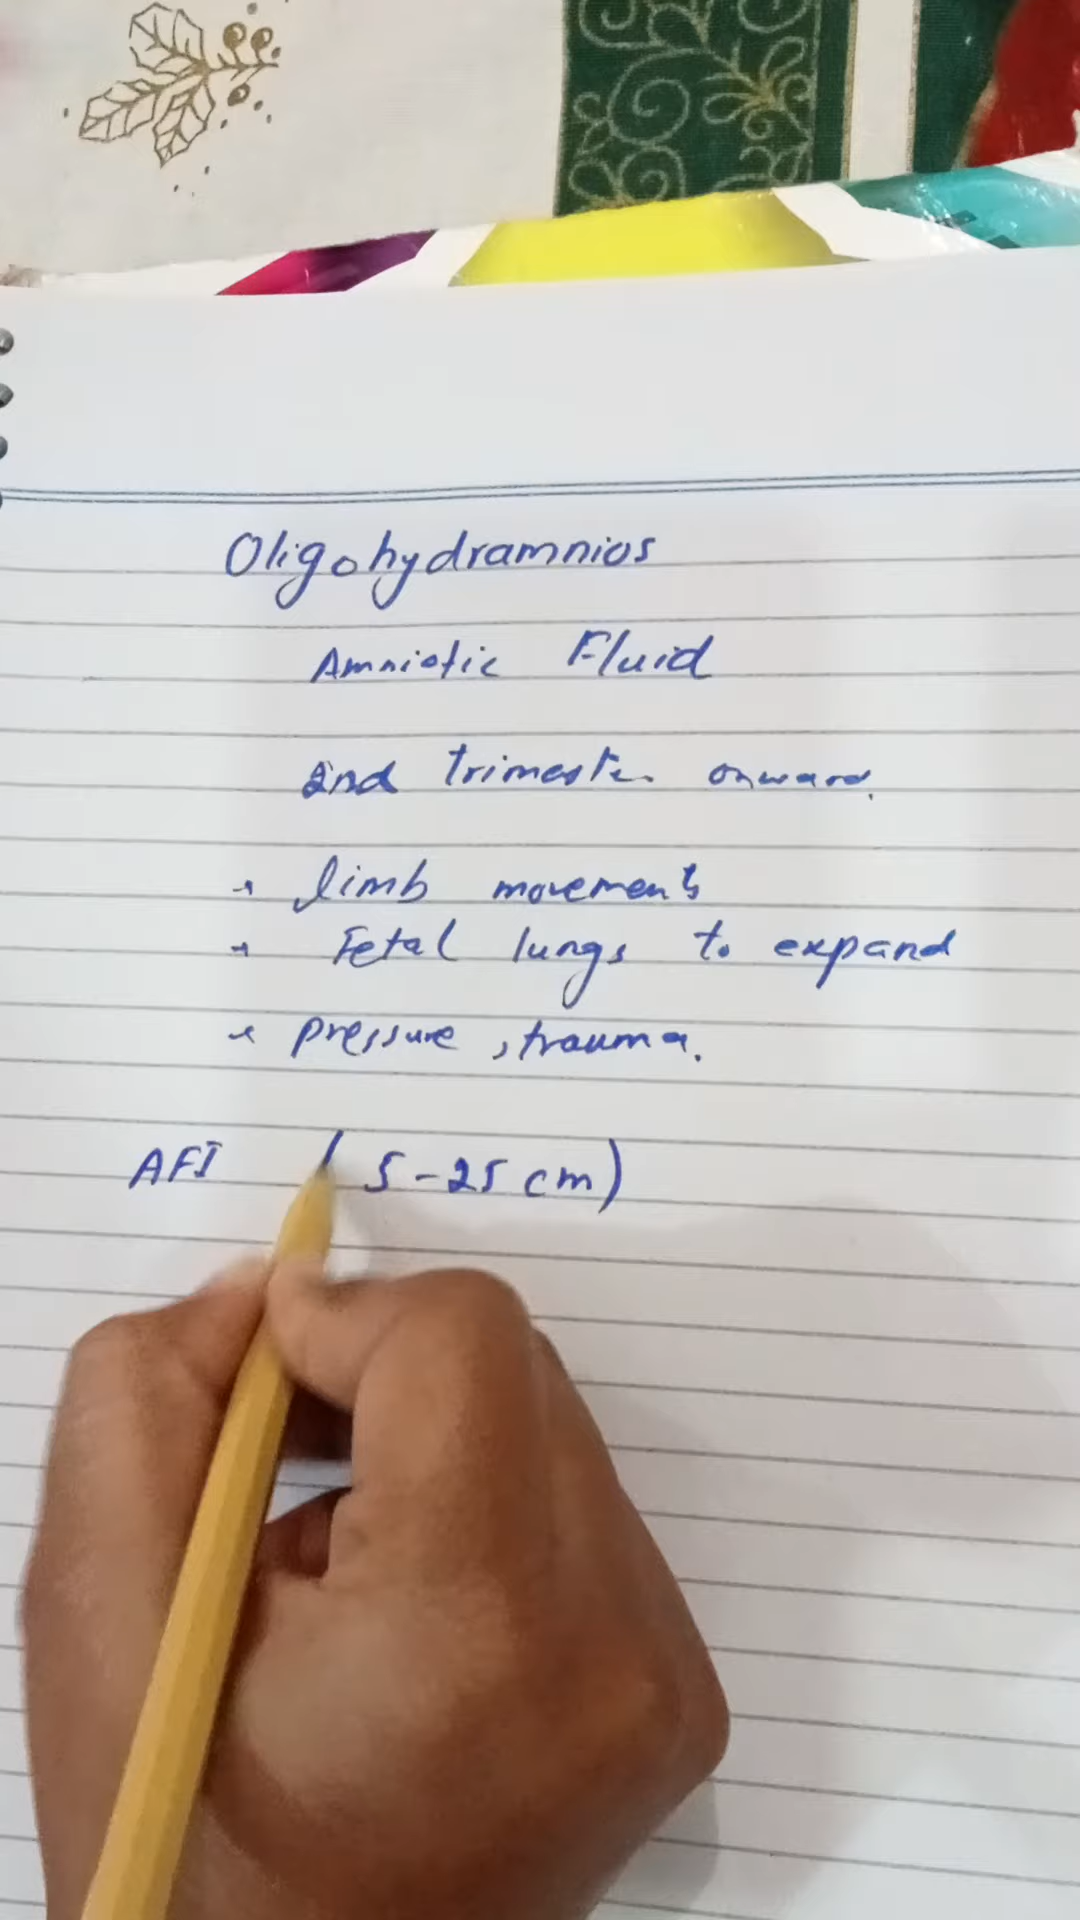 Oligohydramnios
Amniotic Fluid
2nd trimester onward.
limb movements
Fetal lungs to expand
pressure, trauma.
AFI ( 5-25 cm)